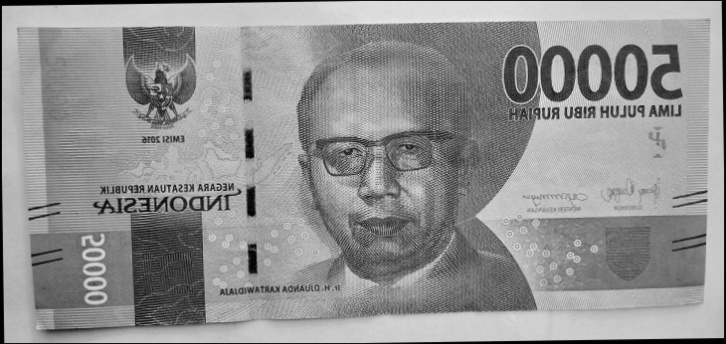 50000
LIMA PULUH RIBU RUPIAH
EMISI 2016
NEGARA KESATUAN REPUBLIK
INDONESIA
GUBERNUR
MENTERI KEUANGAN
50000
Ir. H. DJUANDA KARTAWIDJAJA